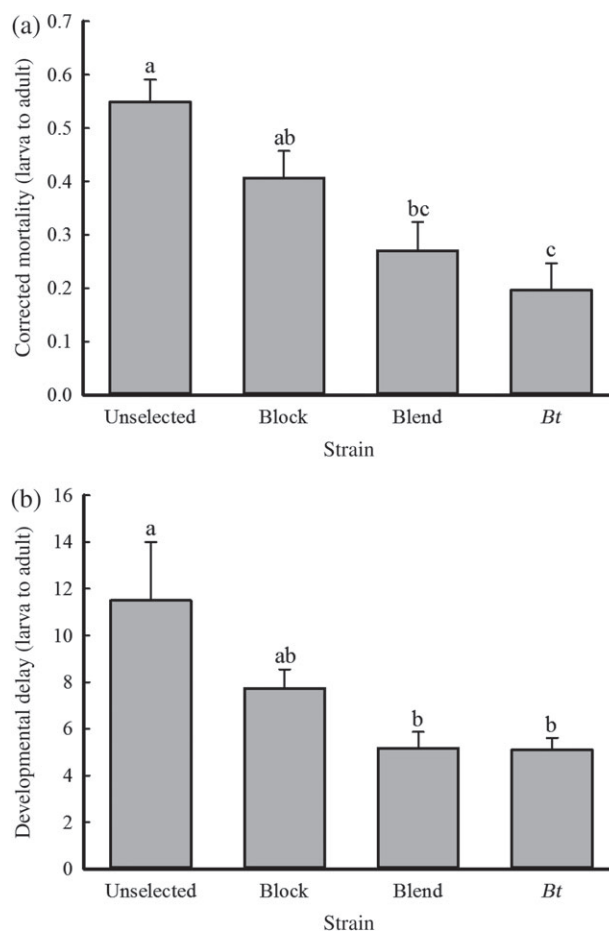 (a)
Corrected mortality (larva to adult)
0.7
0.6
0.5
0.4
0.3
0.2
0.1
0.0
a
ab
bc
c
Unselected Block Blend Bt
Strain
(b)
Developmental delay (larva to adult)
16
14
12
10
8
6
4
2
0
a
ab
b
b
Unselected Block Blend Bt
Strain